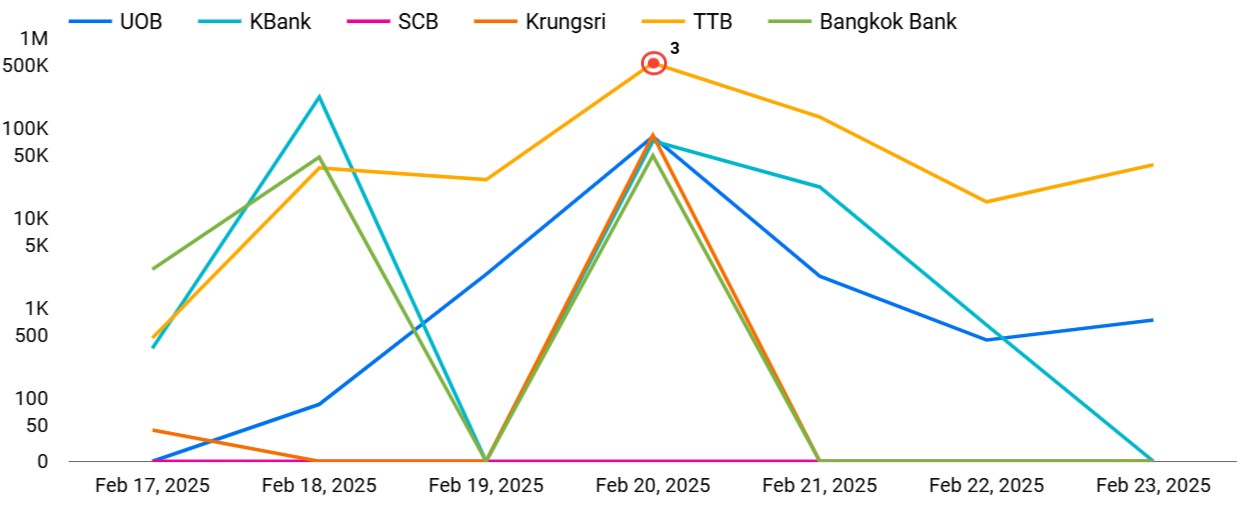 UOB KBank SCB Krungsri TTB Bangkok Bank
3
1M
500K
100K
50K
10K
5K
1K
500
100
50
0
Feb 17, 2025 Feb 18, 2025 Feb 19, 2025 Feb 20, 2025 Feb 21, 2025 Feb 22, 2025 Feb 23, 2025